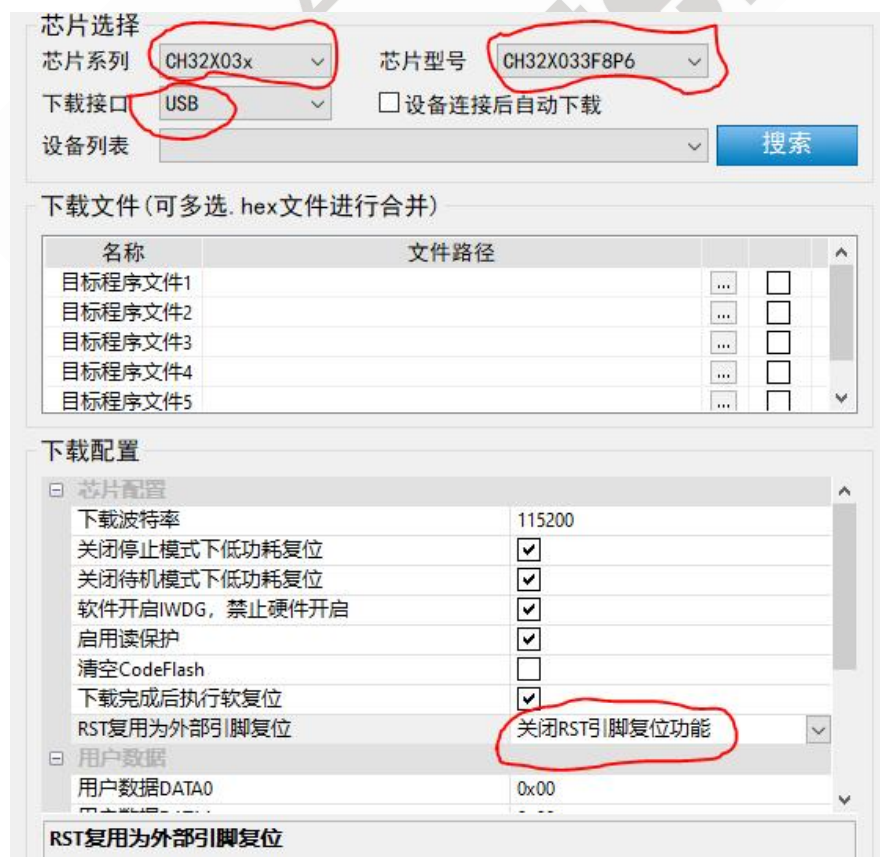 芯片选择
芯片系列 CH32X03x 芯片型号 CH32X033F8P6
下载接口 USB 设备连接后自动下载
设备列表 搜索
下载文件(可多选.hex文件进行合并)
名称 文件路径
目标程序文件1 ...
目标程序文件2 ...
目标程序文件3 ...
目标程序文件4 ...
目标程序文件5 ...
下载配置
芯片配置
下载波特率 115200
关闭停止模式下低功耗复位
关闭待机模式下低功耗复位
软件开启IWDG，禁止硬件开启
启用读保护
清空CodeFlash
下载完成后执行软复位
RST复用为外部引脚复位 关闭RST引脚复位功能
用户数据
用户数据DATA0 0x00
RST复用为外部引脚复位